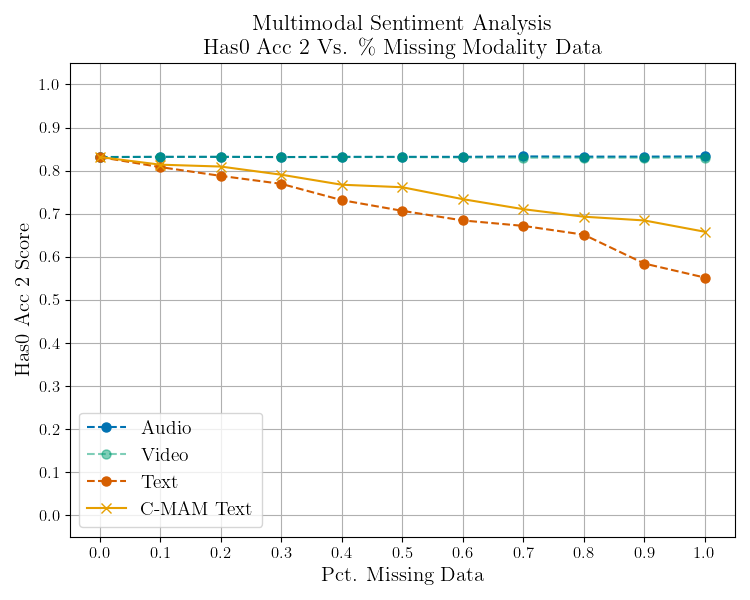 Multimodal Sentiment Analysis
Has0 Acc 2 Vs. % Missing Modality Data
Has0 Acc 2 Score
1.0
0.9
0.8
0.7
0.6
0.5
0.4
0.3
0.2
0.1
0.0
Audio
Video
Text
C-MAM Text
0.0 0.1 0.2 0.3 0.4 0.5 0.6 0.7 0.8 0.9 1.0
Pct. Missing Data